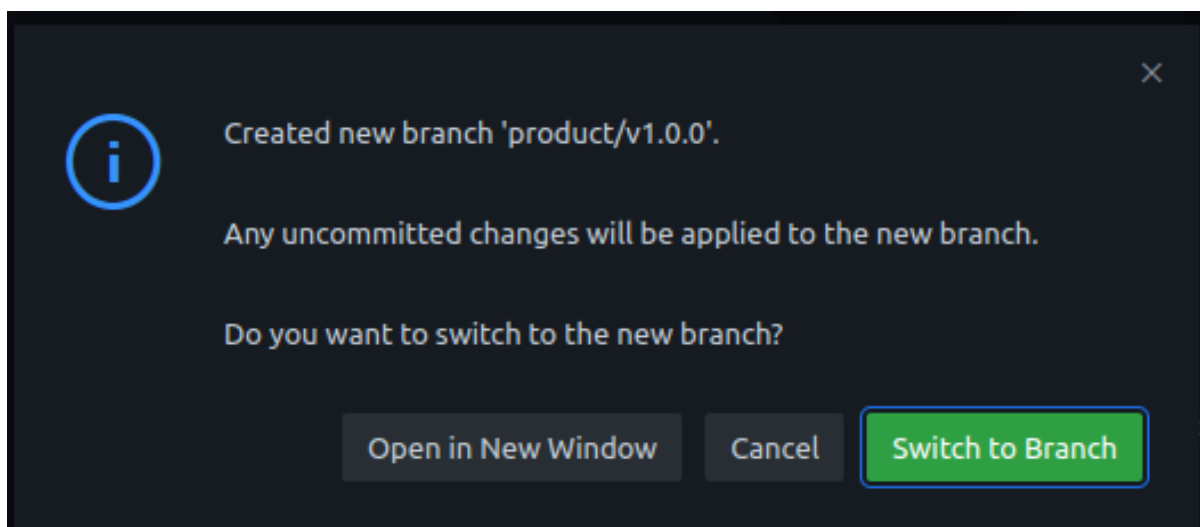 Created new branch 'product/v1.0.0'.
Any uncommitted changes will be applied to the new branch.
Do you want to switch to the new branch?
Open in New Window
Cancel
Switch to Branch